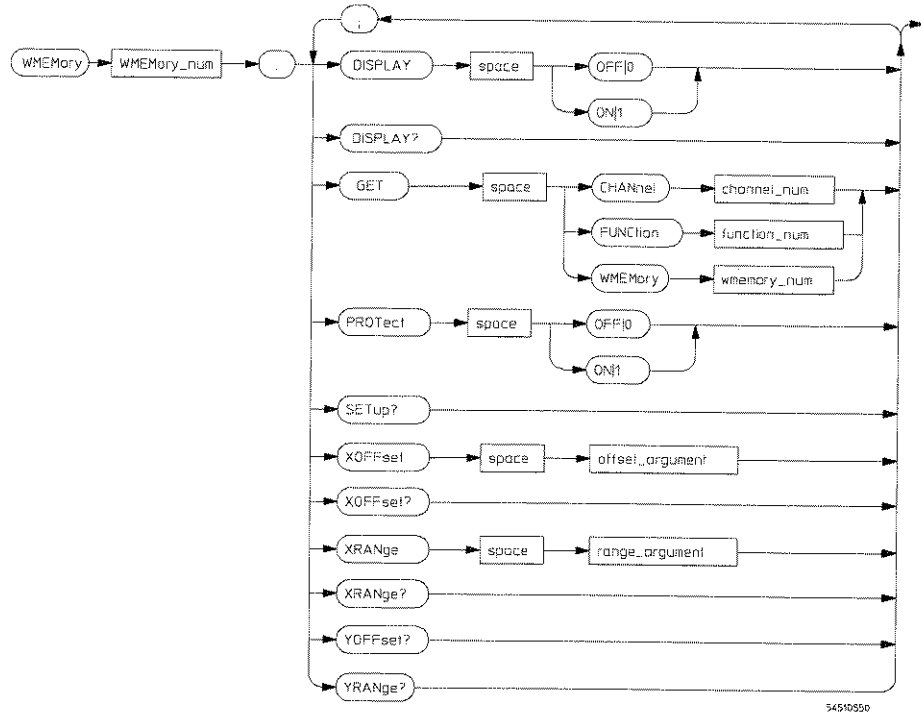 ;
WMEMory WMEMory_num : DISPLAY space OFF|0
ON|1
DISPLAY?
GET space CHANnel channel_num
FUNCtion function_num
WMEMory wmemory_num
PROTect space OFF|0
ON|1
SETup?
XOFFset space offset_argument
XOFFset?
XRANge space range_argument
XRANge?
YOFFset?
YRANge?
54510S50